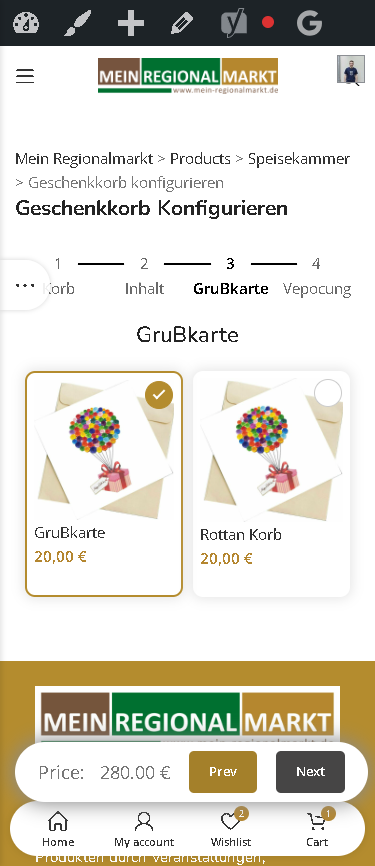 MEIN REGIONAL MARKT
www.mein-regionalmarkt.de
Mein Regionalmarkt > Products > Speisekammer
> Geschenkkorb konfigurieren
Geschenkkorb Konfigurieren
1 2 3 4
Korb Inhalt GruBkarte Vepocung
GruBkarte
GruBkarte Rottan Korb
20,00 € 20,00 €
MEIN REGIONAL MARKT
Price: 280.00 € Prev Next
2 1
Home My account Wishlist Cart
Produkten durch Veranstaltungen,